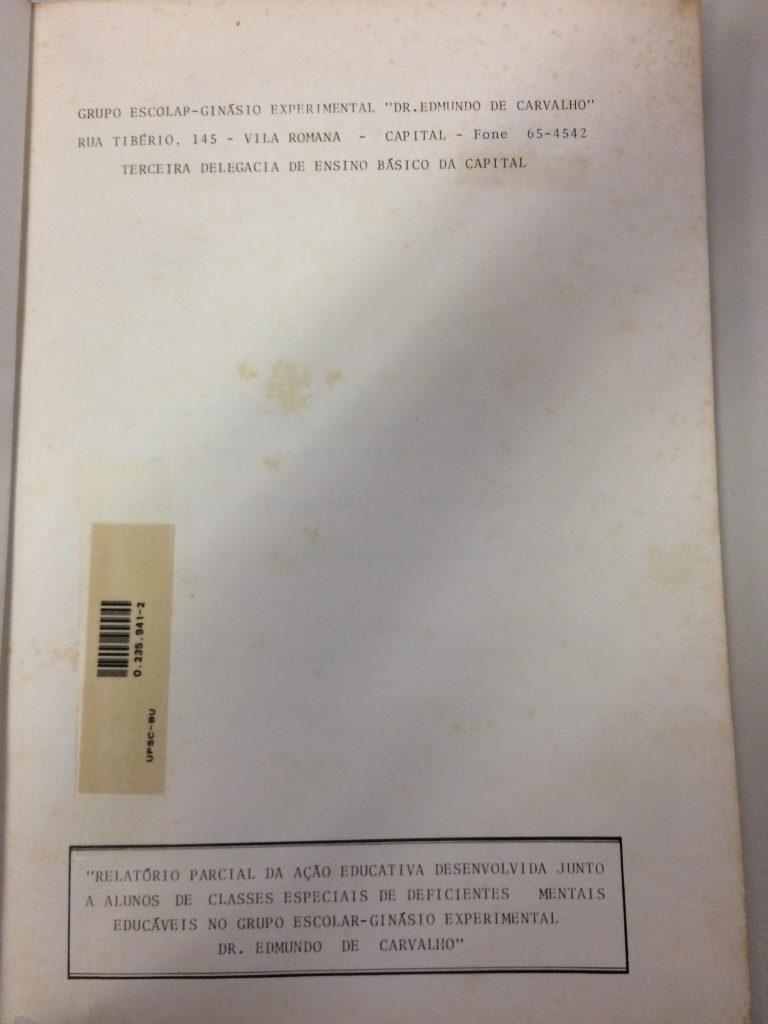 GRUPO ESCOLAR-GINÁSIO EXPERIMENTAL "DR.EDMUNDO DE CARVALHO"
RUA TIBÉRIO, 145 - VILA ROMANA - CAPITAL - Fone 65-4542
TERCEIRA DELEGACIA DE ENSINO BÁSICO DA CAPITAL
0.235.941-2
UFSC-BU
"RELATÓRIO PARCIAL DA AÇÃO EDUCATIVA DESENVOLVIDA JUNTO
A ALUNOS DE CLASSES ESPECIAIS DE DEFICIENTES MENTAIS
EDUCÁVEIS NO GRUPO ESCOLAR-GINÁSIO EXPERIMENTAL
DR. EDMUNDO DE CARVALHO"